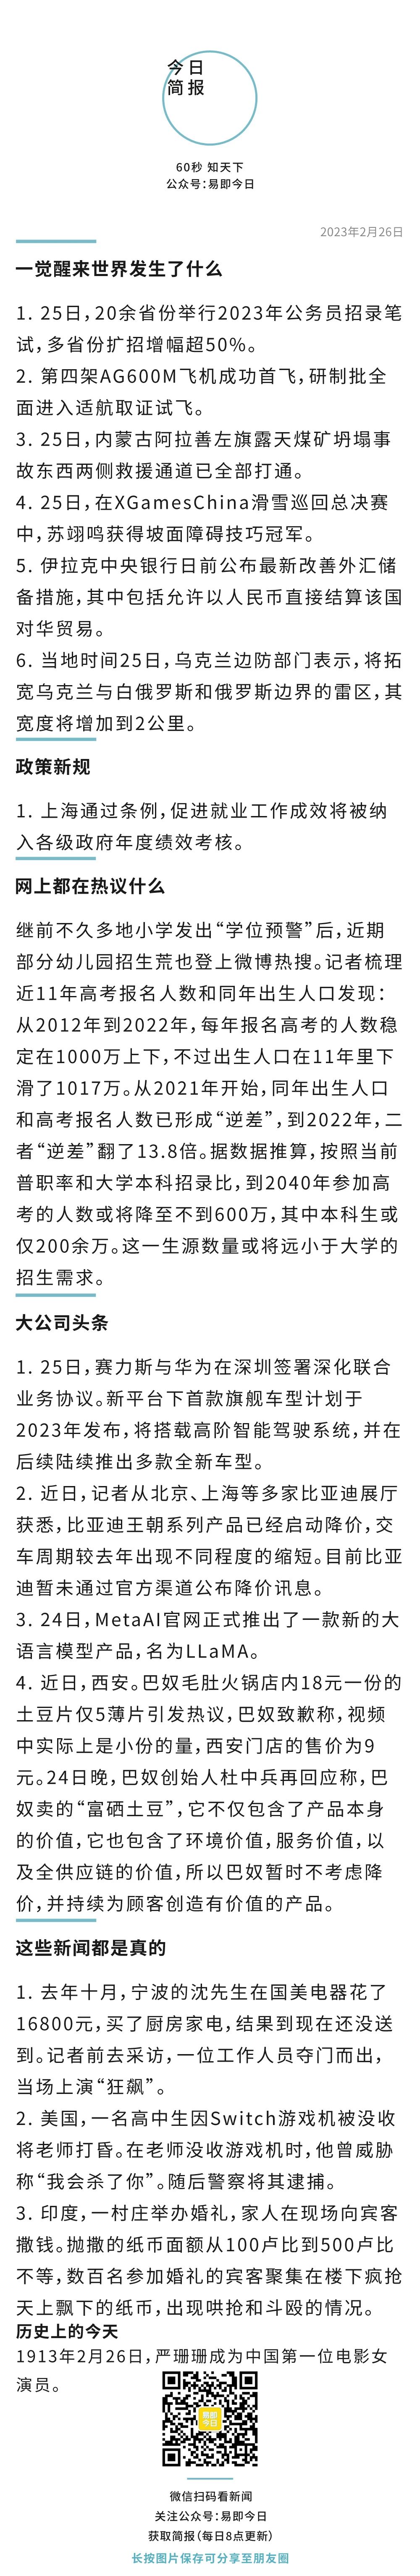 今日
简报
60秒 知天下
公众号：易即今日
2023年2月26日
一觉醒来世界发生了什么
1. 25日，20余省份举行2023年公务员招录笔
试，多省份扩招增幅超50%。
2. 第四架AG600M飞机成功首飞，研制批全
面进入适航取证试飞。
3. 25日，内蒙古阿拉善左旗露天煤矿坍塌事
故东西两侧救援通道已全部打通。
4. 25日，在XGamesChina滑雪巡回总决赛
中，苏翊鸣获得坡面障碍技巧冠军。
5. 伊拉克中央银行日前公布最新改善外汇储
备措施，其中包括允许以人民币直接结算该国
对华贸易。
6. 当地时间25日，乌克兰边防部门表示，将拓
宽乌克兰与白俄罗斯和俄罗斯边界的雷区，其
宽度将增加到2公里。
政策新规
1. 上海通过条例，促进就业工作成效将被纳
入各级政府年度绩效考核。
网上都在热议什么
继前不久多地小学发出“学位预警”后，近期
部分幼儿园招生荒也登上微博热搜。记者梳理
近11年高考报名人数和同年出生人口发现：
从2012年到2022年，每年报名高考的人数稳
定在1000万上下，不过出生人口在11年里下
滑了1017万。从2021年开始，同年出生人口
和高考报名人数已形成“逆差”，到2022年，二
者“逆差”翻了13.8倍。据数据推算，按照当前
普职率和大学本科招录比，到2040年参加高
考的人数或将降至不到600万，其中本科生或
仅200余万。这一生源数量或将远小于大学的
招生需求。
大公司头条
1. 25日，赛力斯与华为在深圳签署深化联合
业务协议。新平台下首款旗舰车型计划于
2023年发布，将搭载高阶智能驾驶系统，并在
后续陆续推出多款全新车型。
2. 近日，记者从北京、上海等多家比亚迪展厅
获悉，比亚迪王朝系列产品已经启动降价，交
车周期较去年出现不同程度的缩短。目前比亚
迪暂未通过官方渠道公布降价讯息。
3. 24日，MetaAI官网正式推出了一款新的大
语言模型产品，名为LLaMA。
4. 近日，西安。巴奴毛肚火锅店内18元一份的
土豆片仅5薄片引发热议，巴奴致歉称，视频
中实际上是小份的量，西安门店的售价为9
元。24日晚，巴奴创始人杜中兵再回应称，巴
奴卖的“富硒土豆”，它不仅包含了产品本身
的价值，它也包含了环境价值，服务价值，以
及全供应链的价值，所以巴奴暂时不考虑降
价，并持续为顾客创造有价值的产品。
这些新闻都是真的
1. 去年十月，宁波的沈先生在国美电器花了
16800元，买了厨房家电，结果到现在还没送
到。记者前去采访，一位工作人员夺门而出，
当场上演“狂飙”。
2. 美国，一名高中生因Switch游戏机被没收
将老师打昏。在老师没收游戏机时，他曾威胁
称“我会杀了你”。随后警察将其逮捕。
3. 印度，一村庄举办婚礼，家人在现场向宾客
撒钱。抛撒的纸币面额从100卢比到500卢比
不等，数百名参加婚礼的宾客聚集在楼下疯抢
天上飘下的纸币，出现哄抢和斗殴的情况。
历史上的今天
1913年2月26日，严珊珊成为中国第一位电影女
演员。
易即
今日
微信扫码看新闻
关注公众号：易即今日
获取简报（每日8点更新）
长按图片保存可分享至朋友圈